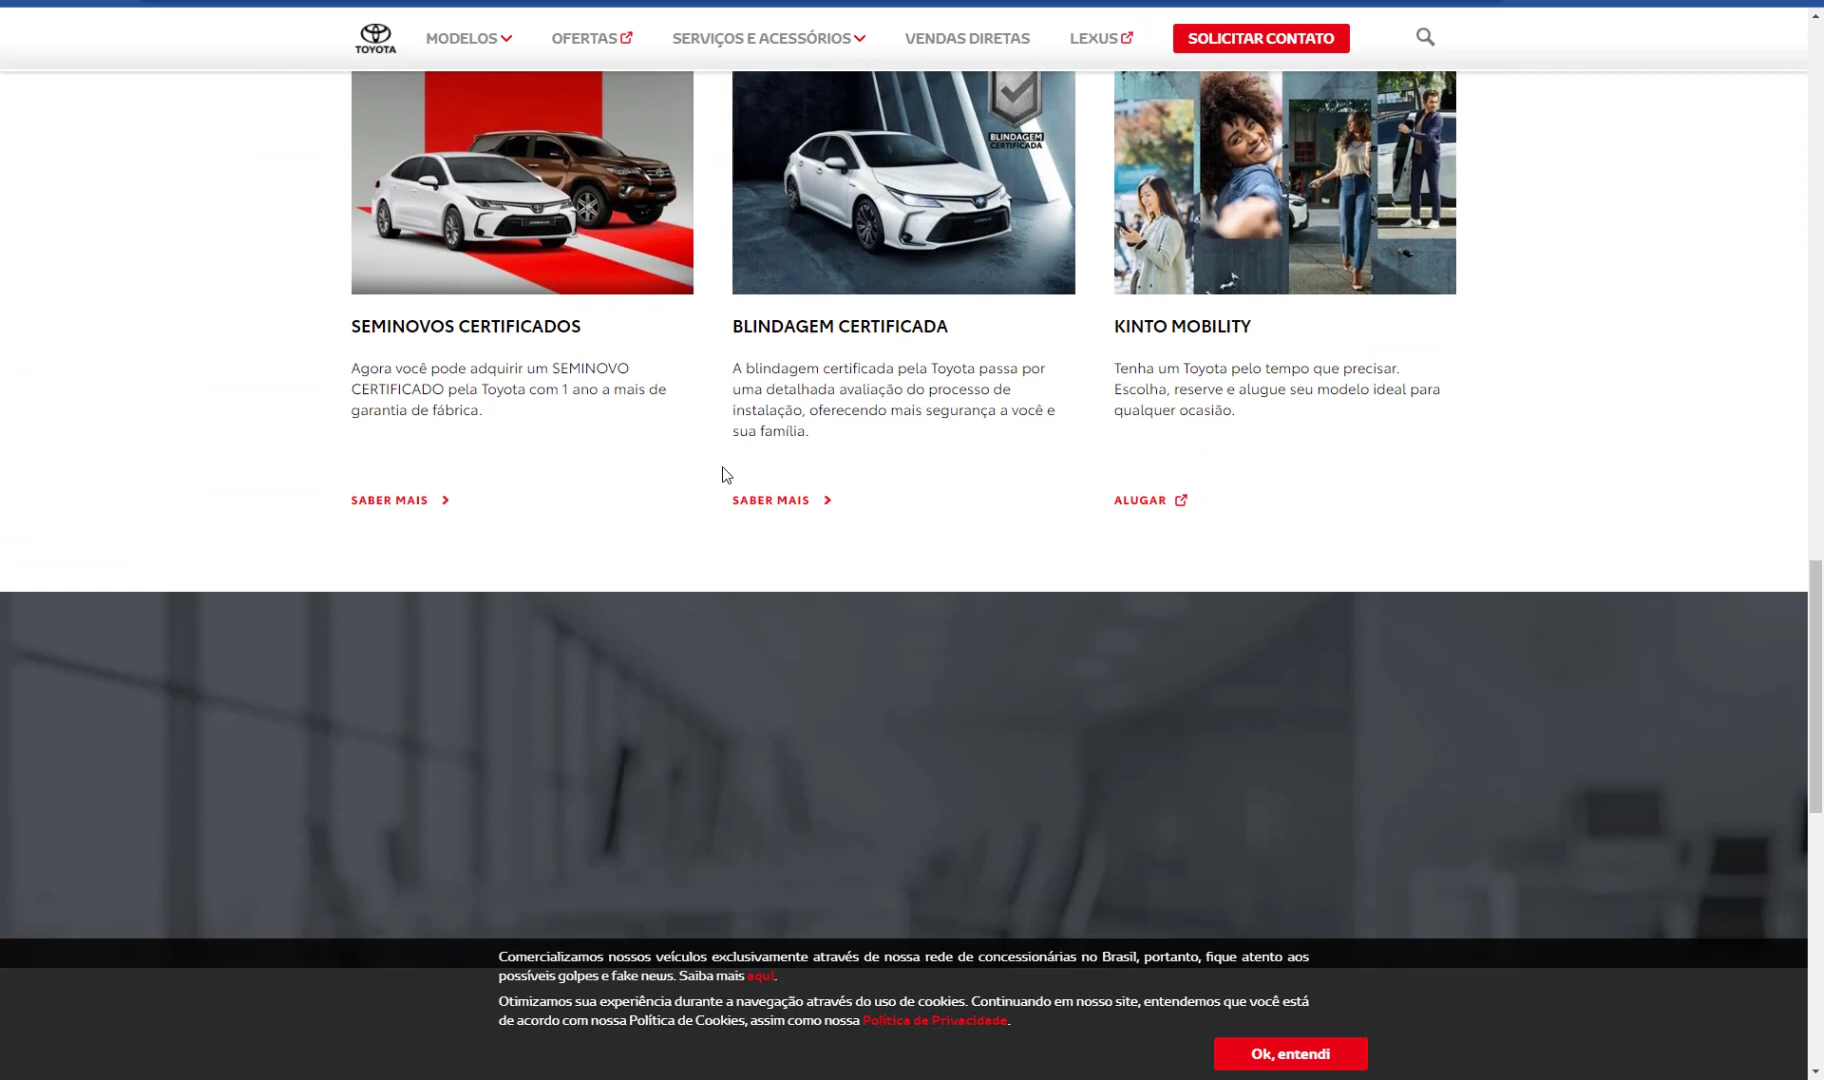 TOYOTA
MODELOS
OFERTAS
SERVIÇOS E ACESSÓRIOS
VENDAS DIRETAS
LEXUS
SOLICITAR CONTATO
BLINDAGEM
CERTIFICADA
SEMINOVOS CERTIFICADOS
Agora você pode adquirir um SEMINOVO
CERTIFICADO pela Toyota com 1 ano a mais de
garantia de fábrica.
SABER MAIS
BLINDAGEM CERTIFICADA
A blindagem certificada pela Toyota passa por
uma detalhada avaliação do processo de
instalação, oferecendo mais segurança a você e
sua família.
SABER MAIS
KINTO MOBILITY
Tenha um Toyota pelo tempo que precisar.
Escolha, reserve e alugue seu modelo ideal para
qualquer ocasião.
ALUGAR
Comercializamos nossos veículos exclusivamente através de nossa rede de concessionárias no Brasil, portanto, fique atento aos
possíveis golpes e fake news. Saiba mais aqui.
Otimizamos sua experiência durante a navegação através do uso de cookies. Continuando em nosso site, entendemos que você está
de acordo com nossa Política de Cookies, assim como nossa Política de Privacidade.
Ok, entendi